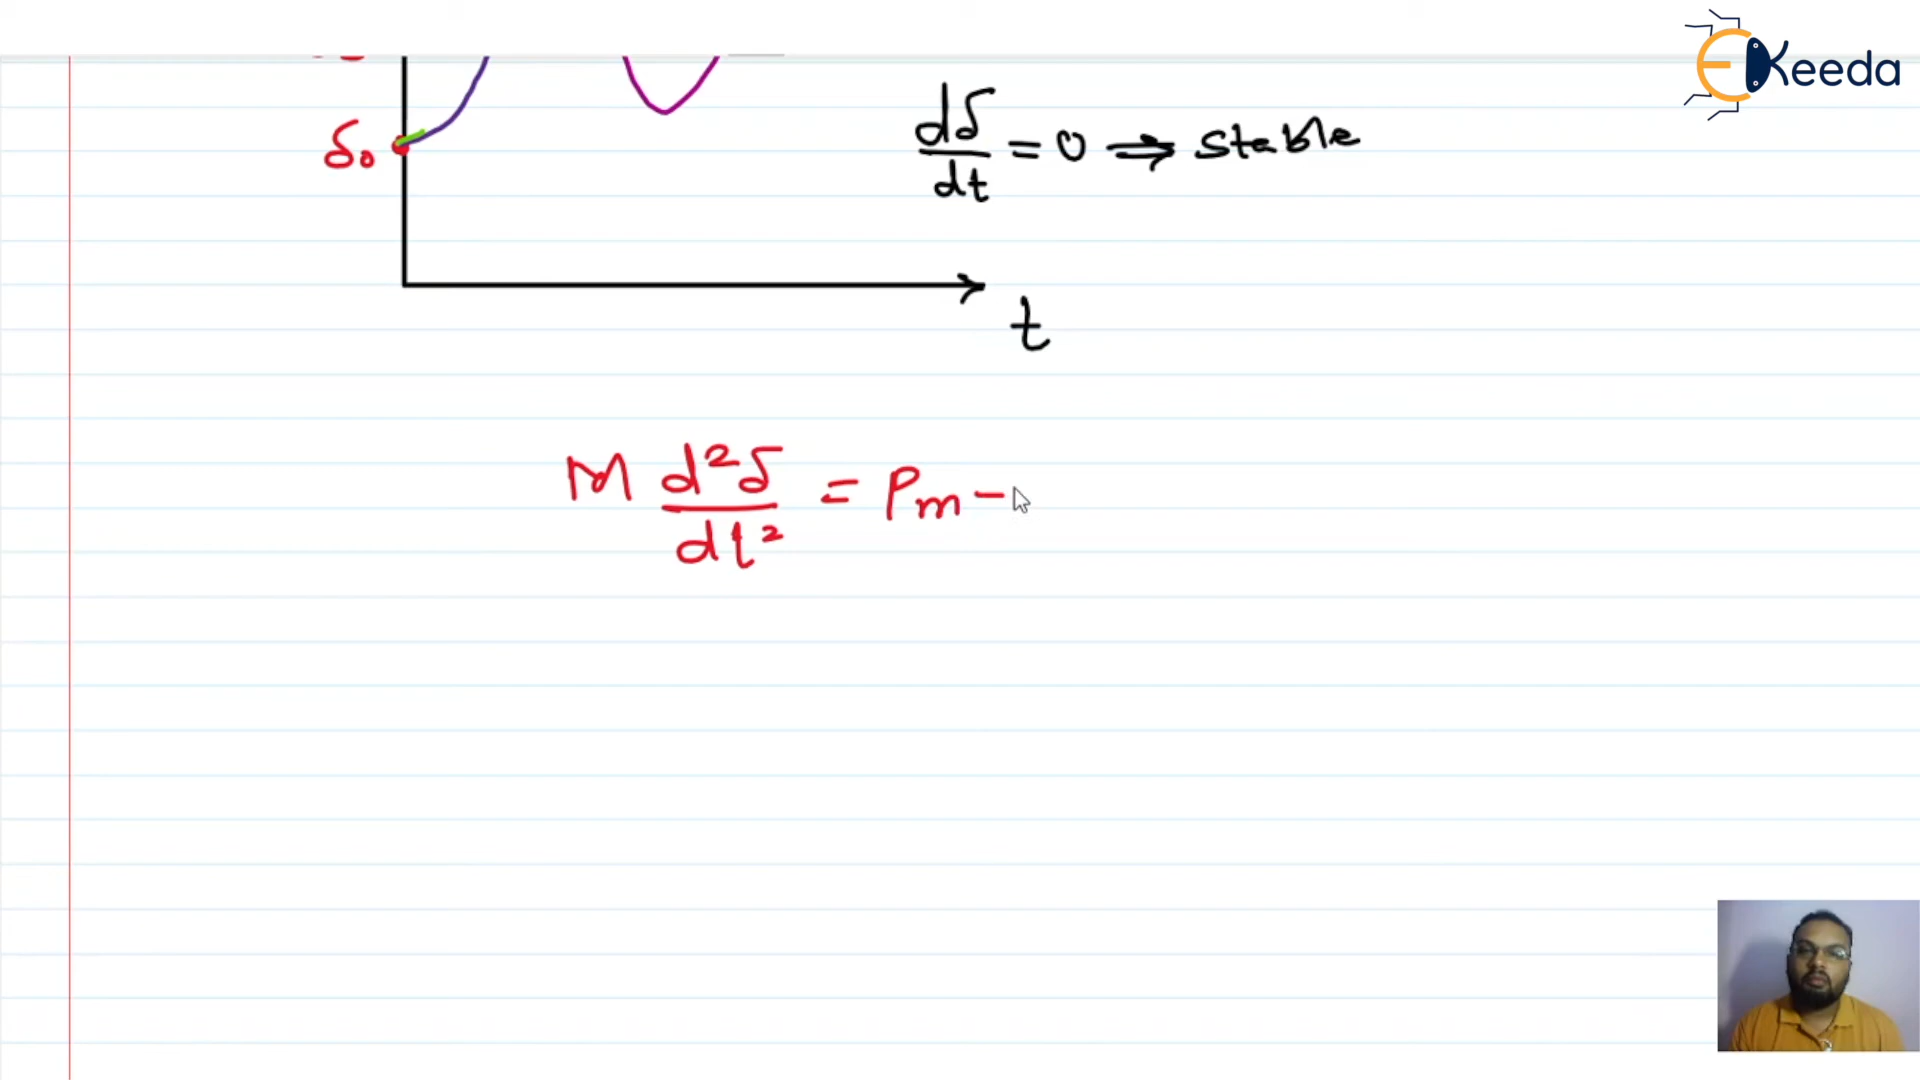 EKeeda
δ₀
dδ/dt = 0 ⇒ stable
t
M d²δ/dt² = Pm −